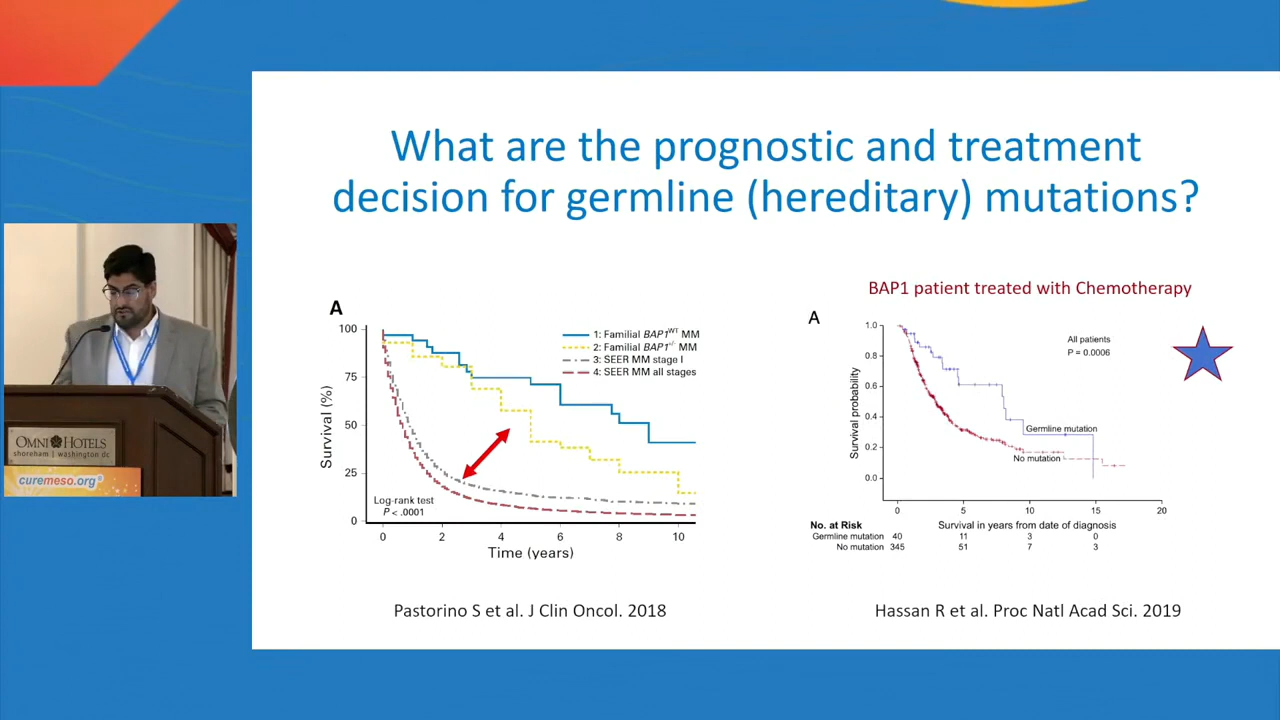 What are the prognostic and treatment
decision for germline (hereditary) mutations?
A
100
75
50
25
0
Survival (%)
1: Familial BAP1WT MM
2: Familial BAP1+/- MM
3: SEER MM stage I
4: SEER MM all stages
Log-rank test
P < .0001
0 2 4 6 8 10
Time (years)
Pastorino S et al. J Clin Oncol. 2018
BAP1 patient treated with Chemotherapy
A
1.0
0.8
0.6
0.4
0.2
0.0
Survival probability
All patients
P = 0.0006
Germline mutation
No mutation
0 5 10 15 20
Survival in years from date of diagnosis
No. at Risk
Germline mutation 40 11 3 0
No mutation 345 51 7 3
Hassan R et al. Proc Natl Acad Sci. 2019
OMNI HOTELS
shoreham | washington dc
curemeso.org®